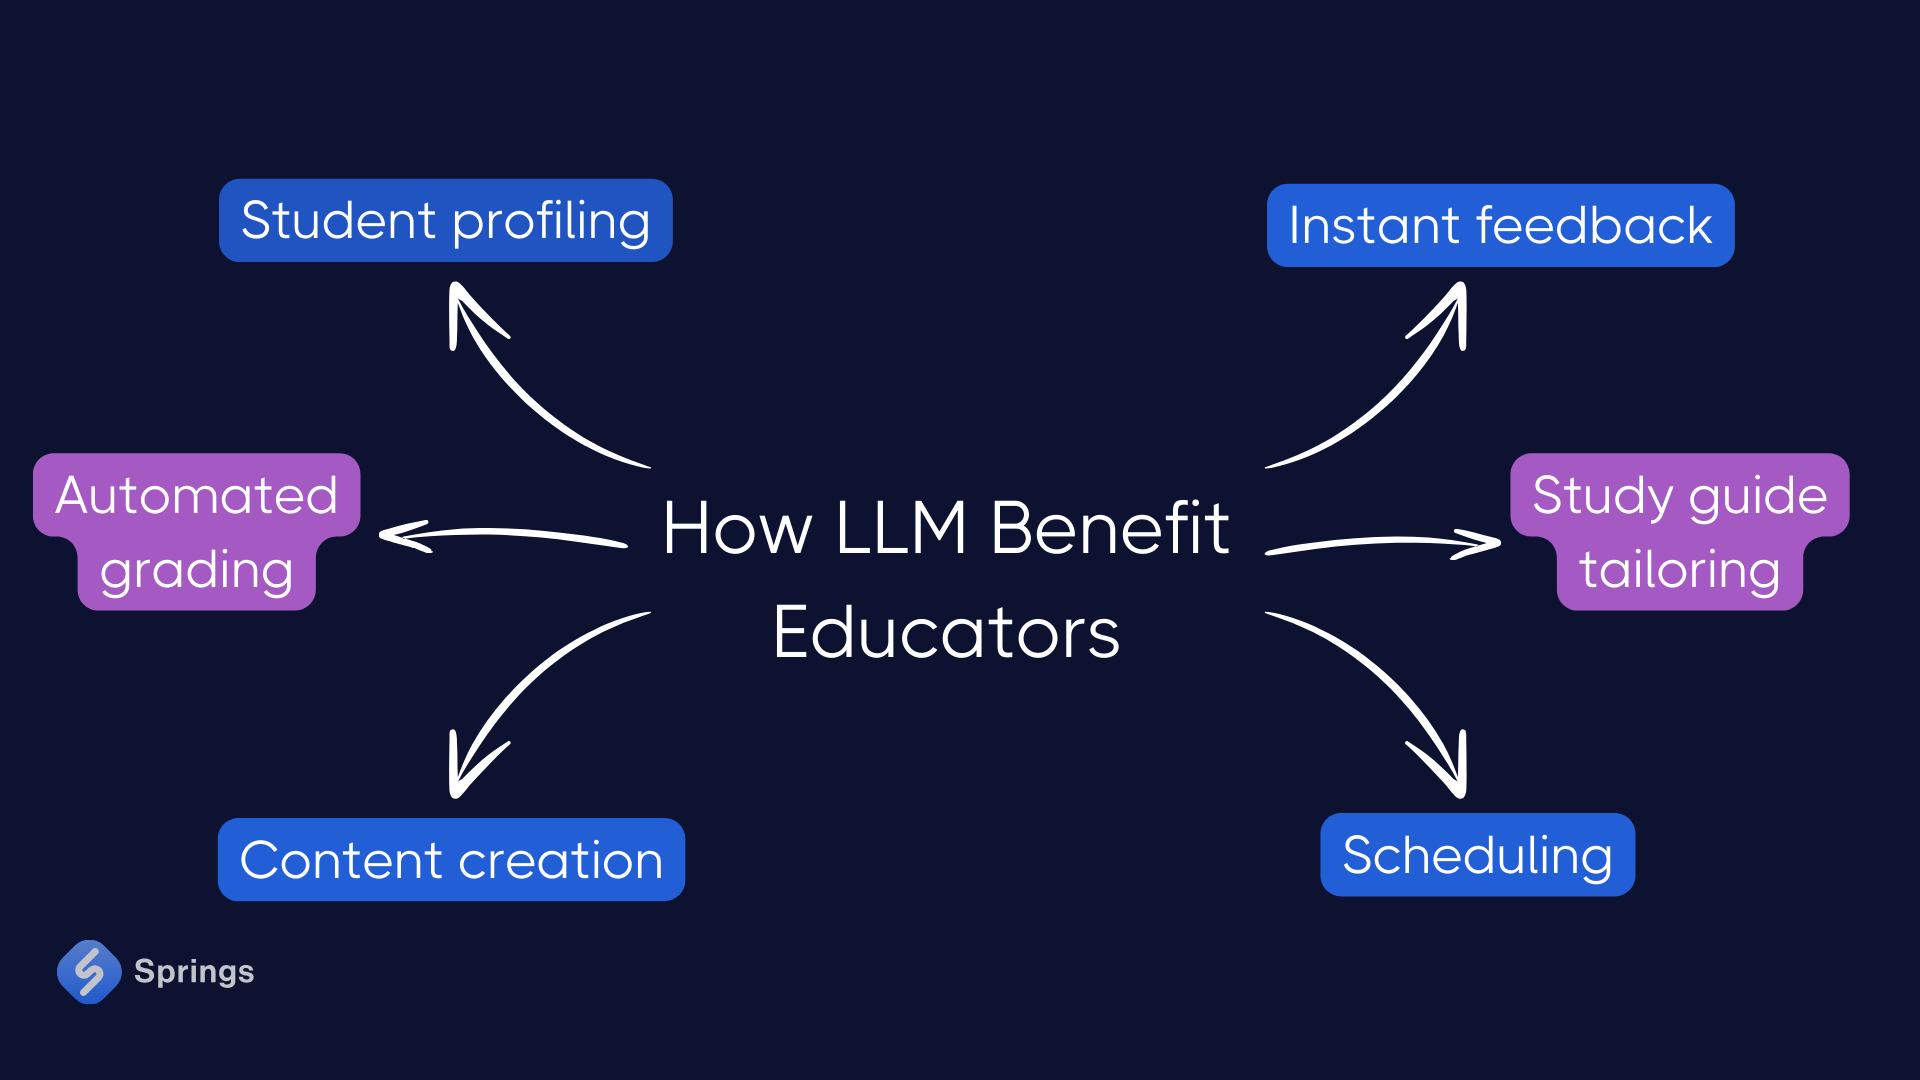 Student profiling
Instant feedback
Automated
grading
How LLM Benefit
Educators
Study guide
tailoring
Content creation
Scheduling
Springs